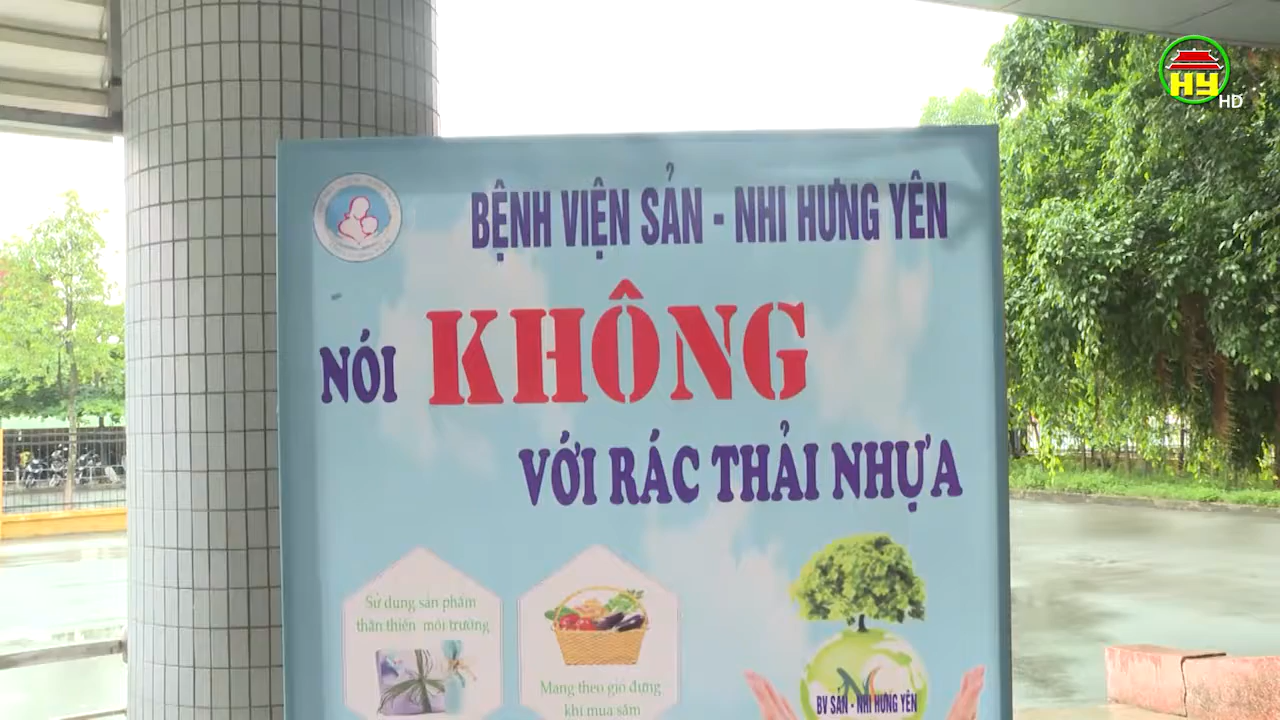 HY
HD
BỆNH VIỆN SẢN - NHI HƯNG YÊN
NÓI KHÔNG
VỚI RÁC THẢI NHỰA
Sử dụng sản phẩm
thân thiện môi trường
Mang theo giỏ đựng
khi mua sắm
BV SẢN - NHI HƯNG YÊN